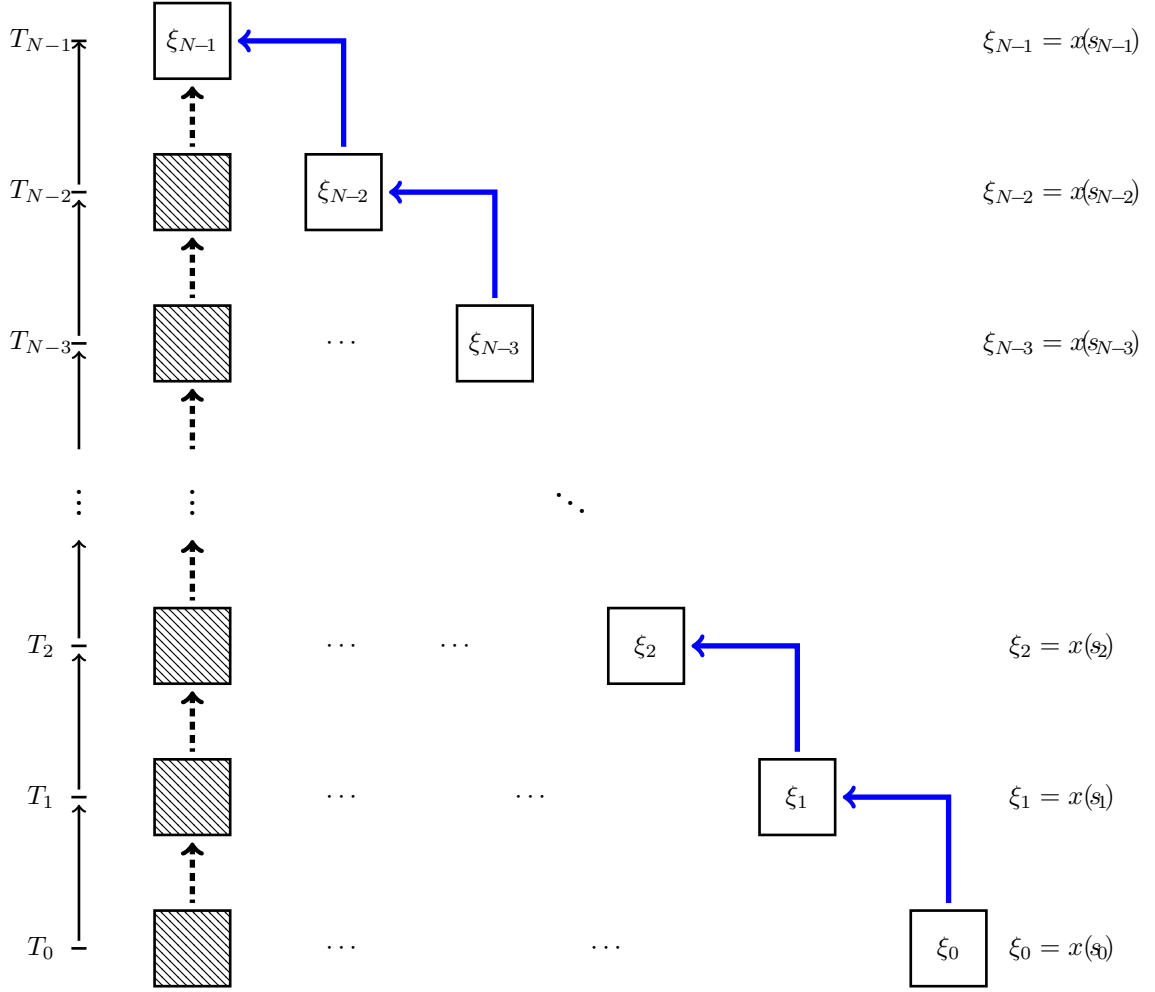 T_{N−1} ξ_{N−1} ξ_{N−1} = x(s_{N−1})
T_{N−2} ξ_{N−2} ξ_{N−2} = x(s_{N−2})
T_{N−3} ⋯ ξ_{N−3} ξ_{N−3} = x(s_{N−3})
⋮ ⋮ ⋱
T_2 ⋯ ⋯ ξ_2 ξ_2 = x(s_2)
T_1 ⋯ ⋯ ξ_1 ξ_1 = x(s_1)
T_0 ⋯ ⋯ ξ_0 ξ_0 = x(s_0)